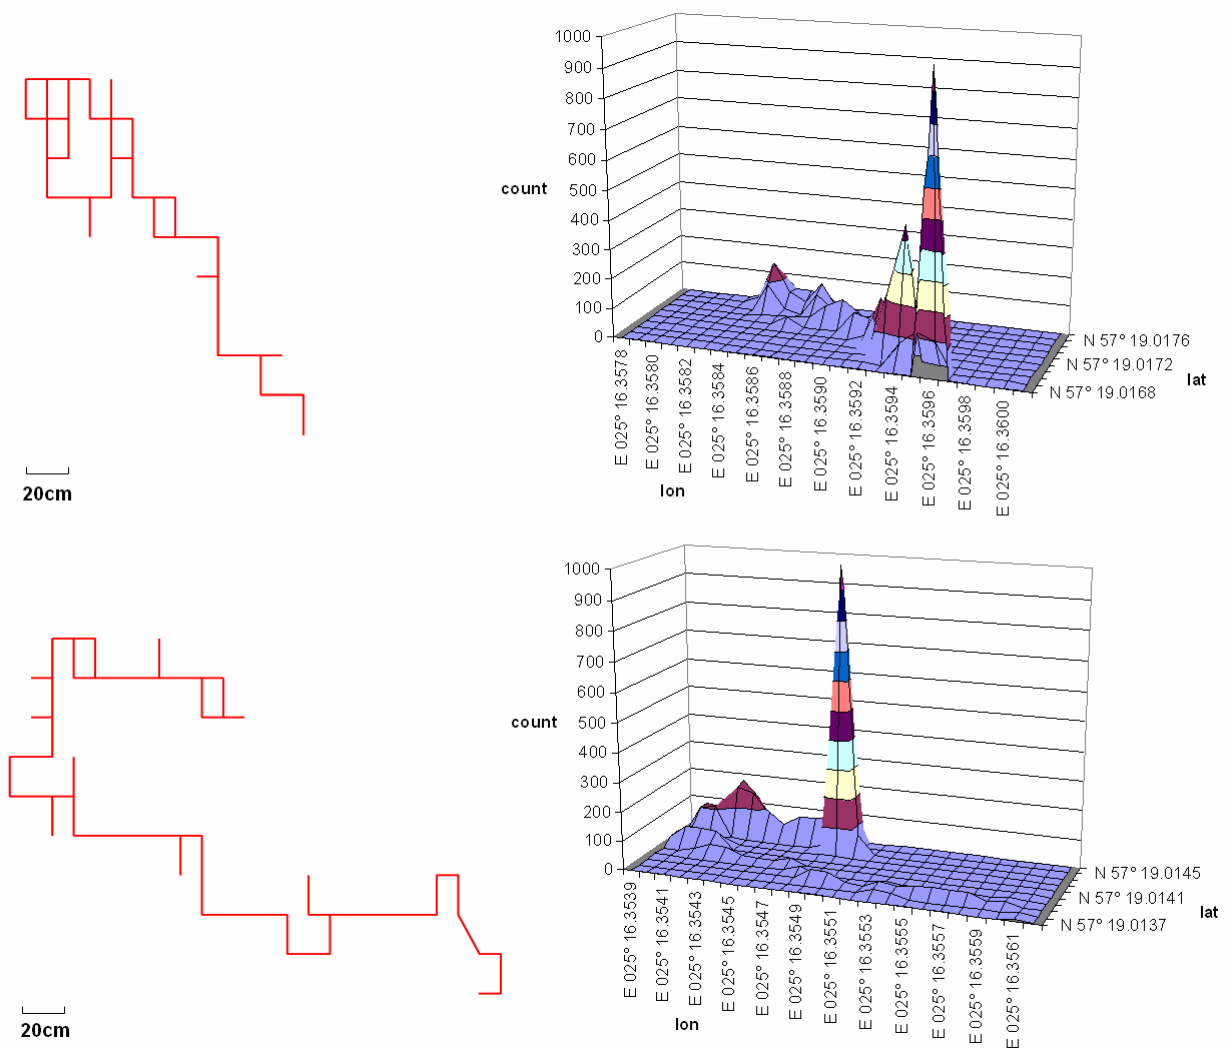 1000
900
800
700
600
500
400
300
200
100
0
count
E 025° 16.3578
E 025° 16.3580
E 025° 16.3582
E 025° 16.3584
E 025° 16.3586
E 025° 16.3588
E 025° 16.3590
E 025° 16.3592
E 025° 16.3594
E 025° 16.3596
E 025° 16.3598
E 025° 16.3600
lon
N 57° 19.0176
N 57° 19.0172
N 57° 19.0168
lat
20cm
1000
900
800
700
600
500
400
300
200
100
0
count
E 025° 16.3539
E 025° 16.3541
E 025° 16.3543
E 025° 16.3545
E 025° 16.3547
E 025° 16.3549
E 025° 16.3551
E 025° 16.3553
E 025° 16.3555
E 025° 16.3557
E 025° 16.3559
E 025° 16.3561
lon
N 57° 19.0145
N 57° 19.0141
N 57° 19.0137
lat
20cm